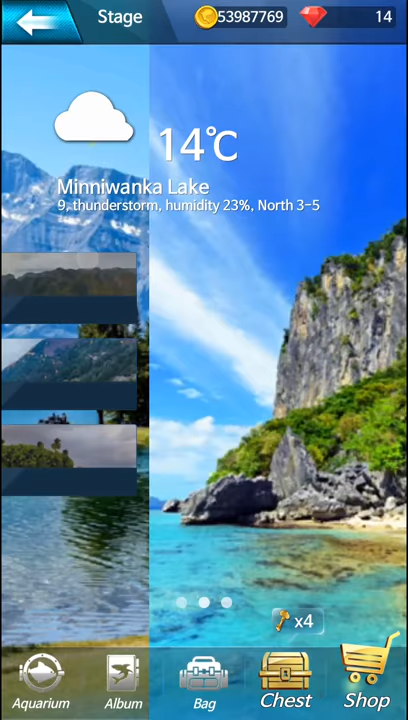 Stage
53987769
14
14℃
Minniwanka Lake
9, thunderstorm, humidity 23%, North 3-5
x4
Aquarium
Album
Bag
Chest
Shop